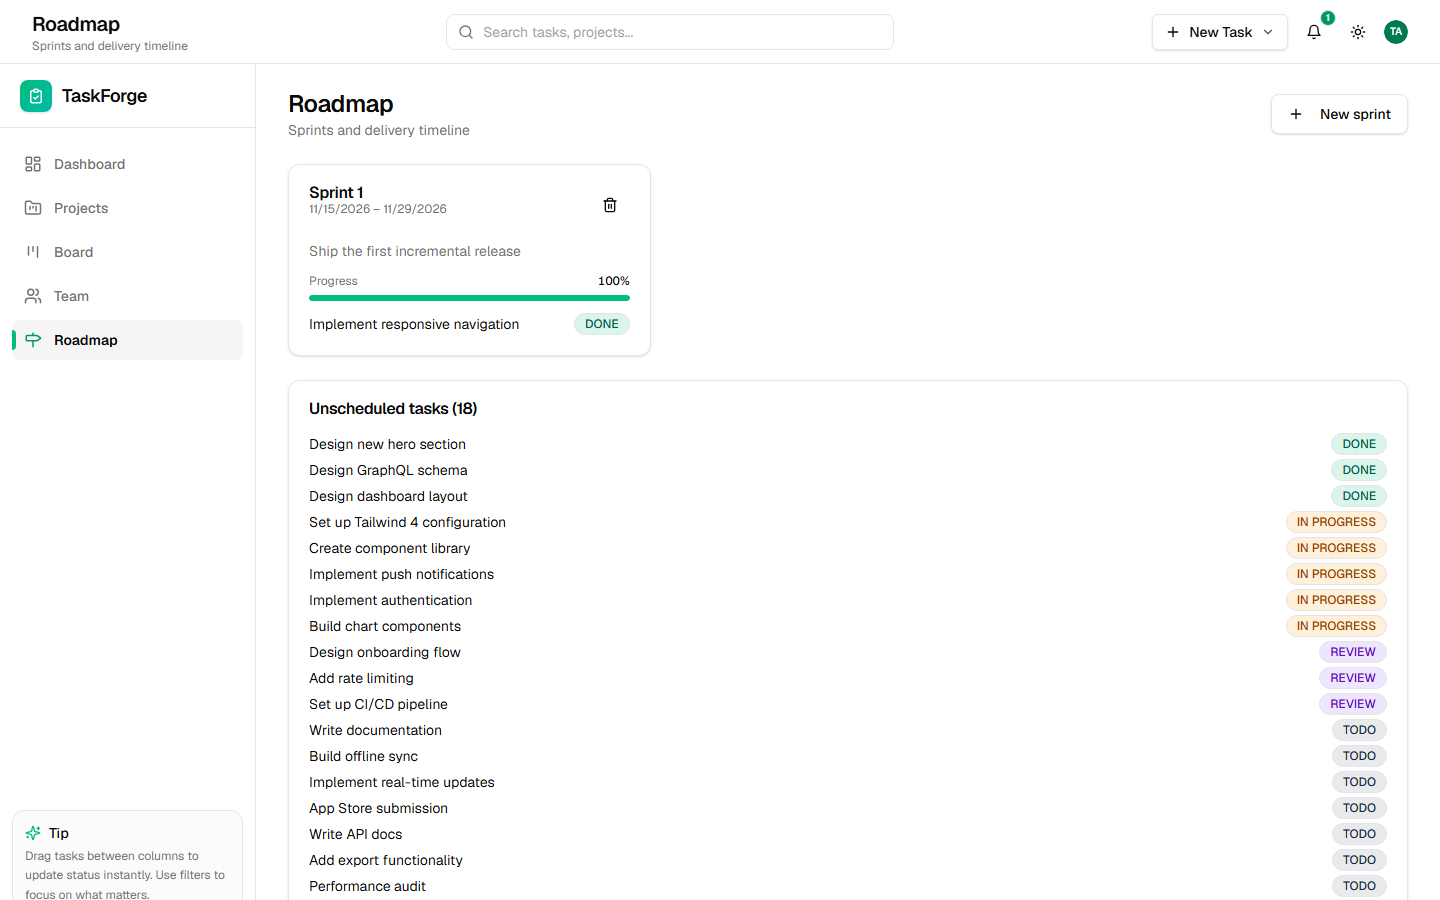 Roadmap
Sprints and delivery timeline
Search tasks, projects...
New Task
1
TA
TaskForge
Dashboard
Projects
Board
Team
Roadmap
Tip
Drag tasks between columns to
update status instantly. Use filters to
focus on what matters.
Roadmap
Sprints and delivery timeline
New sprint
Sprint 1
11/15/2026 – 11/29/2026
Ship the first incremental release
Progress 100%
Implement responsive navigation DONE
Unscheduled tasks (18)
Design new hero section DONE
Design GraphQL schema DONE
Design dashboard layout DONE
Set up Tailwind 4 configuration IN PROGRESS
Create component library IN PROGRESS
Implement push notifications IN PROGRESS
Implement authentication IN PROGRESS
Build chart components IN PROGRESS
Design onboarding flow REVIEW
Add rate limiting REVIEW
Set up CI/CD pipeline REVIEW
Write documentation TODO
Build offline sync TODO
Implement real-time updates TODO
App Store submission TODO
Write API docs TODO
Add export functionality TODO
Performance audit TODO